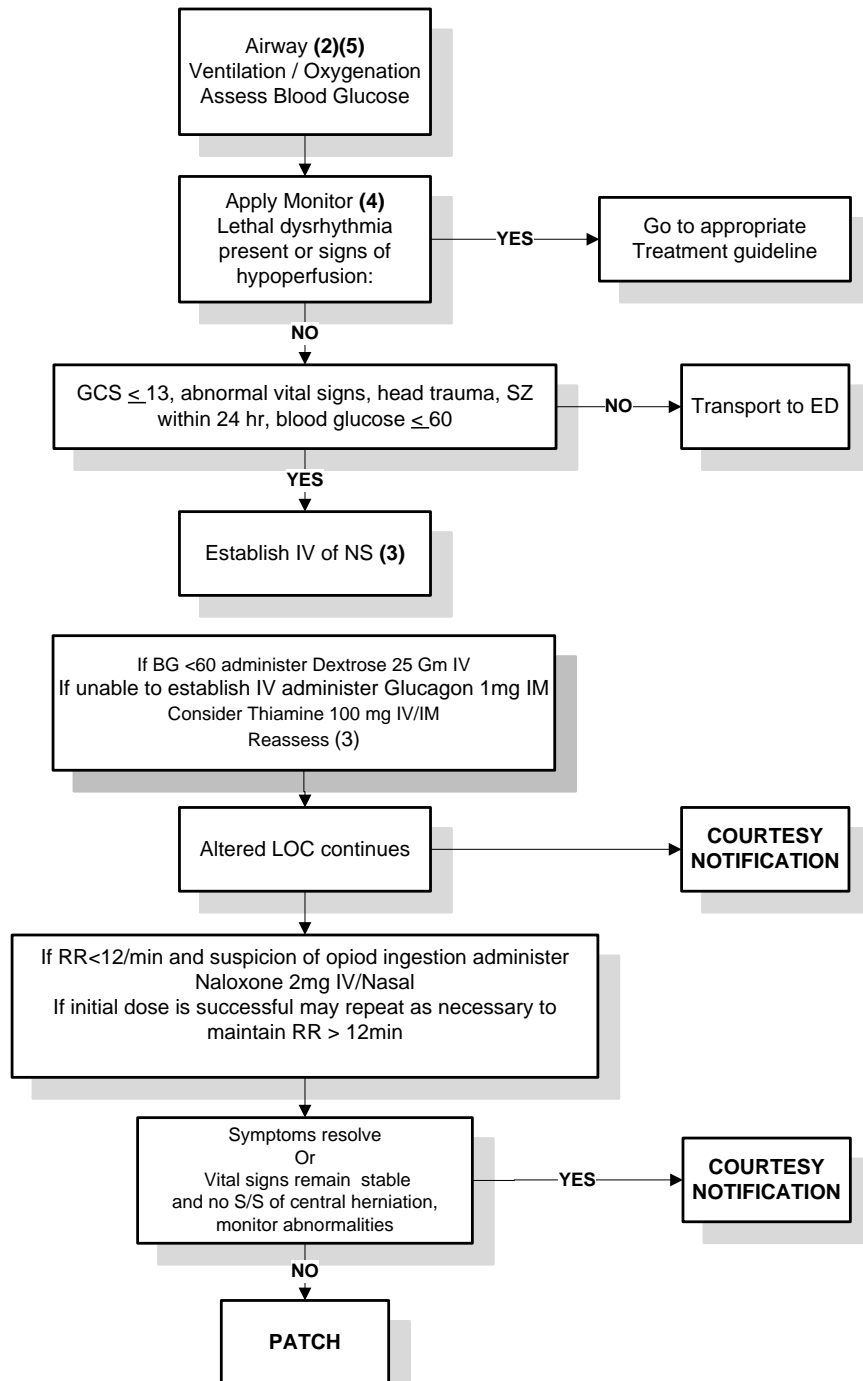 Airway (2)(5)
Ventilation / Oxygenation
Assess Blood Glucose
Apply Monitor (4)
Lethal dysrhythmia
present or signs of
hypoperfusion:
YES
Go to appropriate
Treatment guideline
NO
GCS < 13, abnormal vital signs, head trauma, SZ
within 24 hr, blood glucose < 60
NO
Transport to ED
YES
Establish IV of NS (3)
If BG <60 administer Dextrose 25 Gm IV
If unable to establish IV administer Glucagon 1mg IM
Consider Thiamine 100 mg IV/IM
Reassess (3)
Altered LOC continues
COURTESY
NOTIFICATION
If RR<12/min and suspicion of opiod ingestion administer
Naloxone 2mg IV/Nasal
If initial dose is successful may repeat as necessary to
maintain RR > 12min
Symptoms resolve
Or
Vital signs remain stable
and no S/S of central herniation,
monitor abnormalities
YES
COURTESY
NOTIFICATION
NO
PATCH